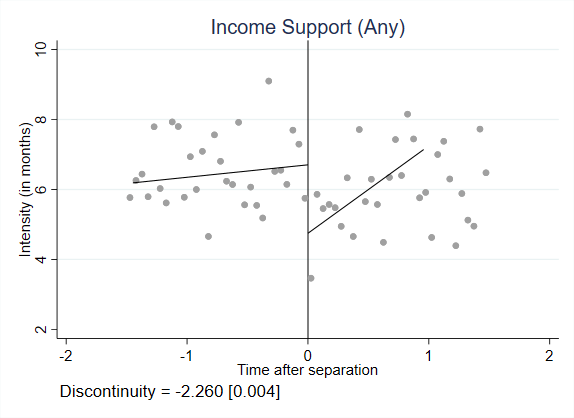 Income Support (Any)
Intensity (in months)
10
8
6
4
2
-2 -1 0 1 2
Time after separation
Discontinuity = -2.260 [0.004]